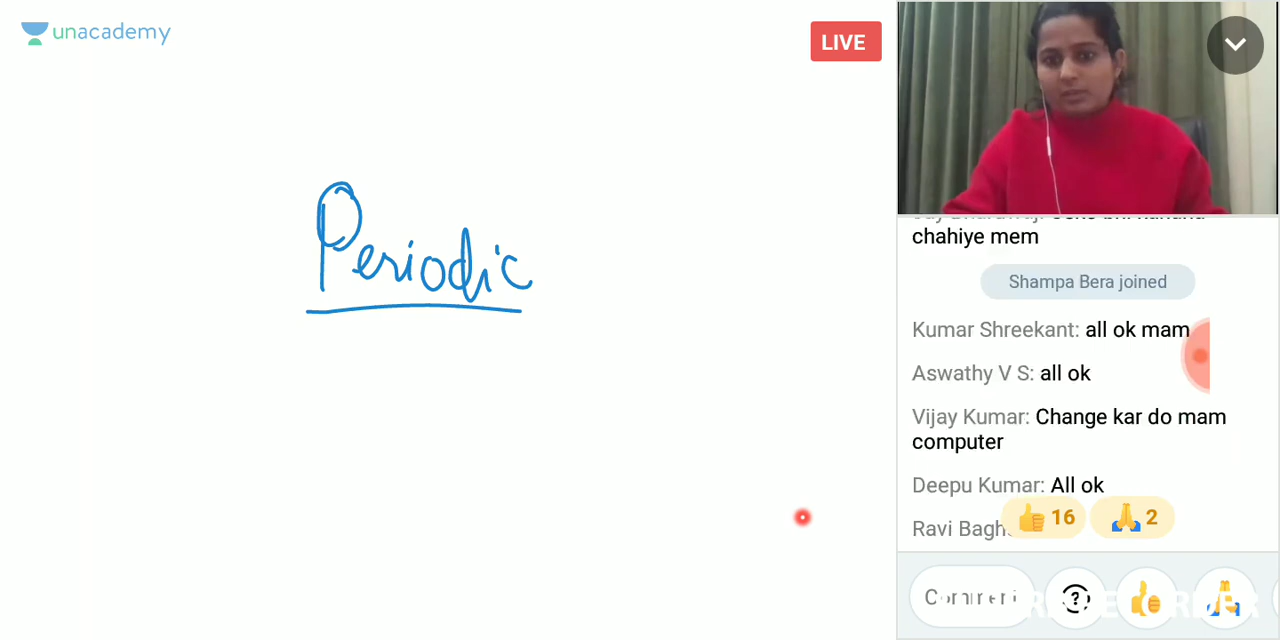 unacademy
LIVE
Periodic
chahiye mem
Shampa Bera joined
Kumar Shreekant: all ok mam
Aswathy V S: all ok
Vijay Kumar: Change kar do mam
computer
Deepu Kumar: All ok
Ravi
16
2